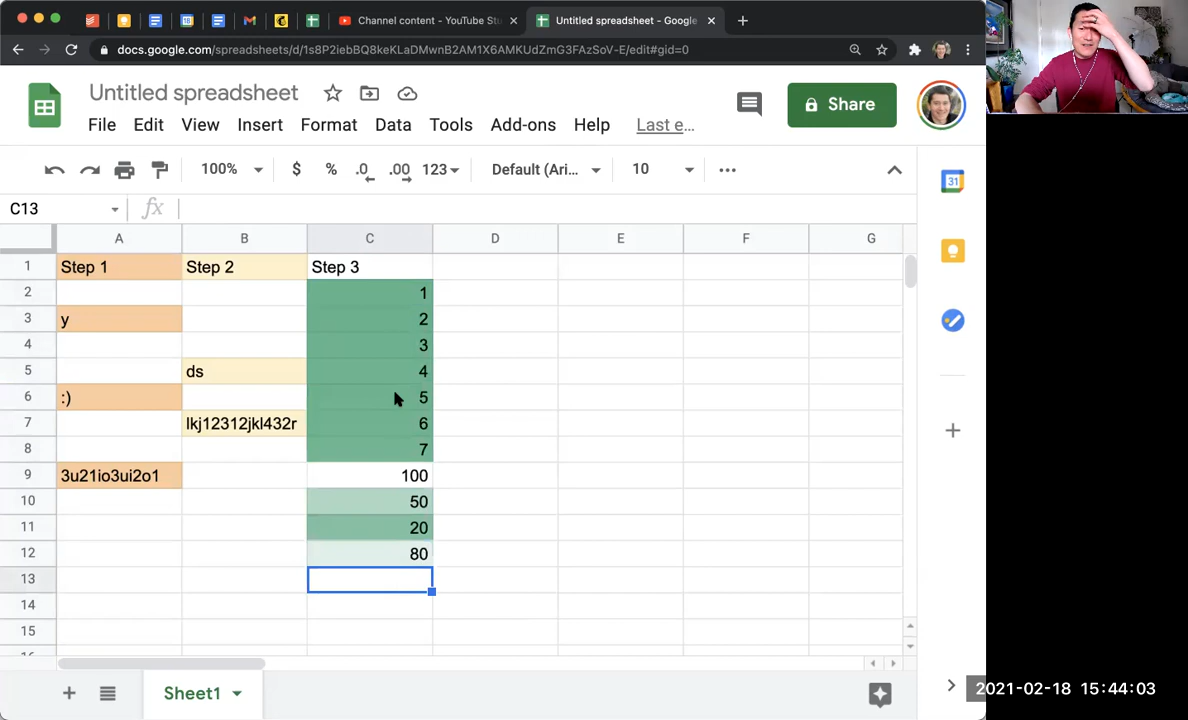 Channel content - YouTube Stu
Untitled spreadsheet - Google
docs.google.com/spreadsheets/d/1s8P2iebBQ8keKLaDMwnB2AM1X6AMKUdZmG3FAzSoV-E/edit#gid=0
Untitled spreadsheet
File Edit View Insert Format Data Tools Add-ons Help Last e...
Share
100% $ % .0 .00 123 Default (Ari... 10
31
C13 fx
A B C D E F G
1 Step 1 Step 2 Step 3
2 1
3 y 2
4 3
5 ds 4
6 :) 5
7 lkj12312jkl432r 6
8 7
9 3u21io3ui2o1 100
10 50
11 20
12 80
13
14
15
Sheet1
2021-02-18 15:44:03